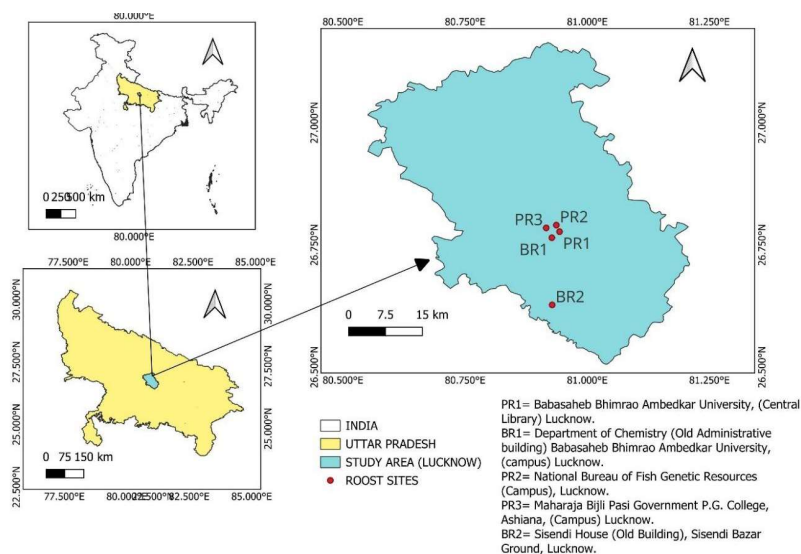 80.000°E
0 250500 km
80.000°E
77.500°E 80.000°E 82.500°E 85.000°E
30.000°N
27.500°N
25.000°N
22.500°N
30.000°N
27.500°N
25.000°N
0 75 150 km
77.500°E 80.000°E 82.500°E 85.000°E
80.500°E 80.750°E 81.000°E 81.250°E
27.000°N
26.750°N
26.500°N
27.000°N
26.750°N
26.500°N
PR3 PR2
BR1 PR1
BR2
0 7.5 15 km
80.500°E 80.750°E 81.000°E 81.250°E
INDIA
UTTAR PRADESH
STUDY AREA (LUCKNOW)
ROOST SITES
PR1= Babasaheb Bhimrao Ambedkar University, (Central
Library) Lucknow.
BR1= Department of Chemistry (Old Administrative
building) Babasaheb Bhimrao Ambedkar University,
(campus) Lucknow.
PR2= National Bureau of Fish Genetic Resources
(Campus), Lucknow.
PR3= Maharaja Bijli Pasi Government P.G. College,
Ashiana, (Campus) Lucknow.
BR2= Sisendi House (Old Building), Sisendi Bazar
Ground, Lucknow.